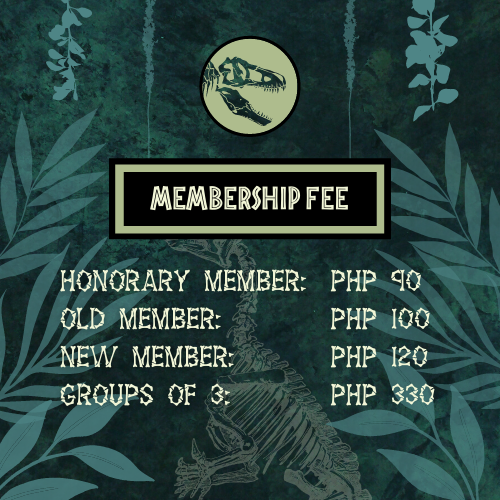 MEMBERSHIP FEE
HONORARY MEMBER: PHP 90
OLD MEMBER: PHP 100
NEW MEMBER: PHP 120
GROUPS OF 3: PHP 330